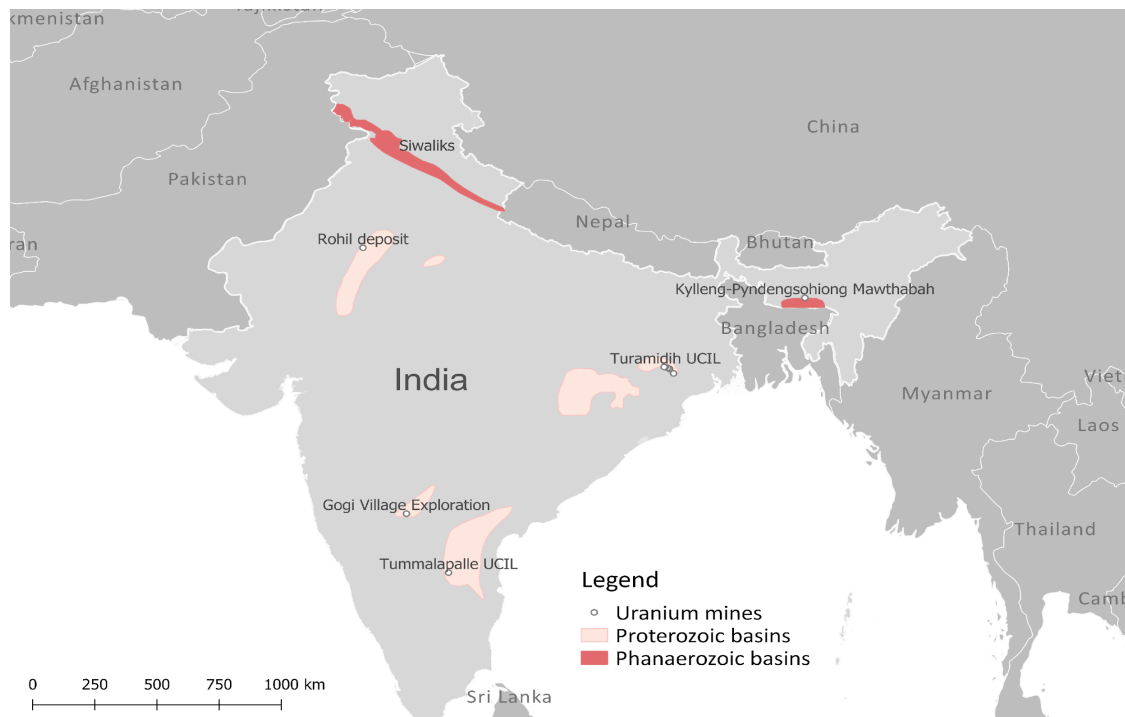 kmenistan
Afghanistan
China
Siwaliks
Pakistan
Nepal
Rohil deposit
ran
Bhutan
Kylleng-Pyndengsohiong Mawthabah
Bangladesh
Turamidih UCIL
India
Myanmar
Viet
Laos
Gogi Village Exploration
Thailand
Tummalapalle UCIL
Legend
Uranium mines
Camb
Proterozoic basins
Phanaerozoic basins
0 250 500 750 1000 km
Sri Lanka